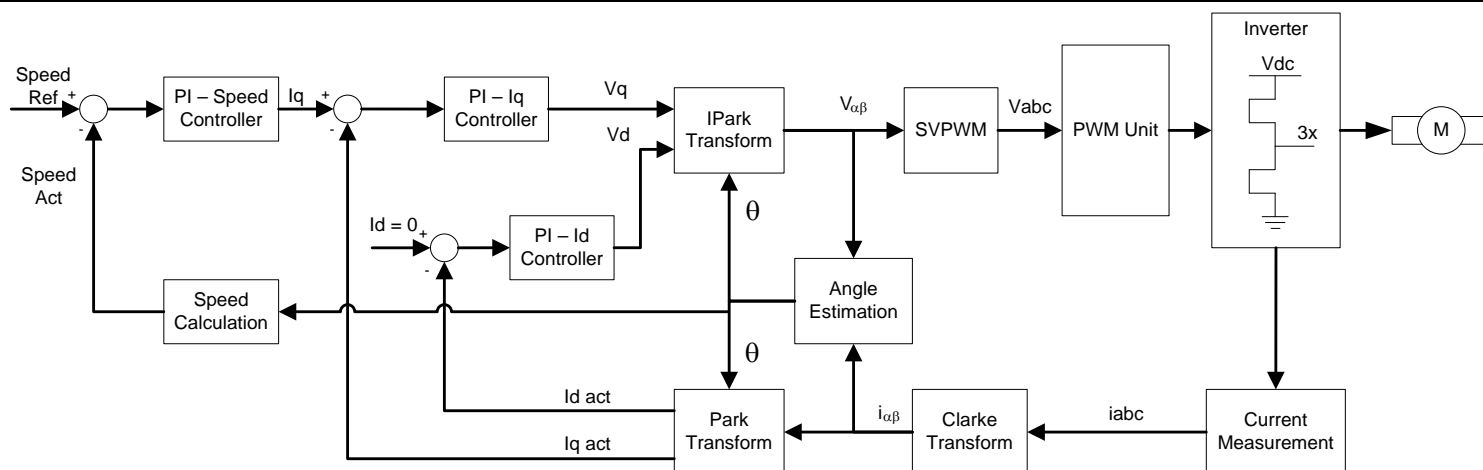 Speed
Ref
+
-
PI – Speed
Controller
Iq
+
-
PI – Iq
Controller
Vq
Vd
IPark
Transform
Vαβ
SVPWM
Vabc
PWM Unit
Inverter
Vdc
3x
M
Speed
Act
Id = 0
+
-
PI – Id
Controller
θ
Speed
Calculation
Angle
Estimation
θ
Id act
Iq act
Park
Transform
iαβ
Clarke
Transform
iabc
Current
Measurement